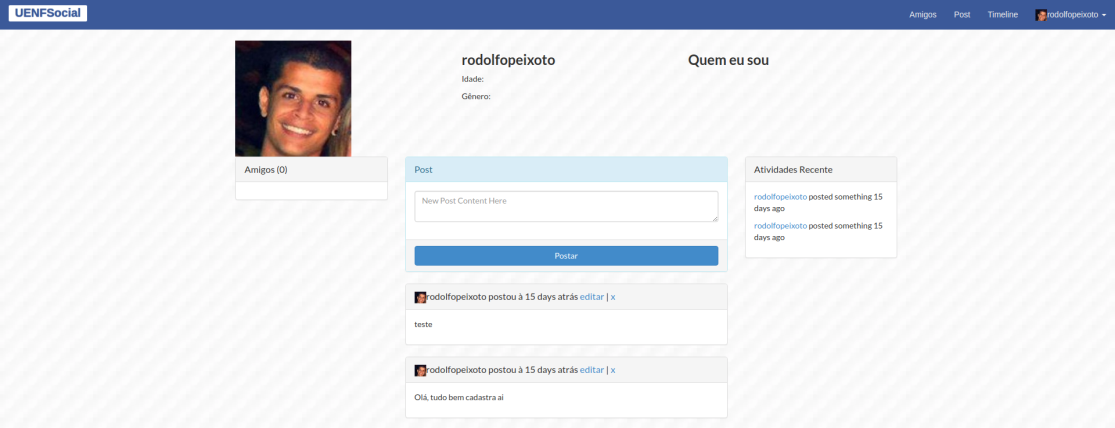 UENFSocial
Amigos Post Timeline rodolfopeixoto
rodolfopeixoto
Idade:
Gênero:
Quem eu sou
Amigos (0)
Post
New Post Content Here
Postar
rodolfopeixoto postou à 15 days atrás editar | x
teste
rodolfopeixoto postou à 15 days atrás editar | x
Olá, tudo bem cadastra ai
Atividades Recente
rodolfopeixoto posted something 15
days ago
rodolfopeixoto posted something 15
days ago